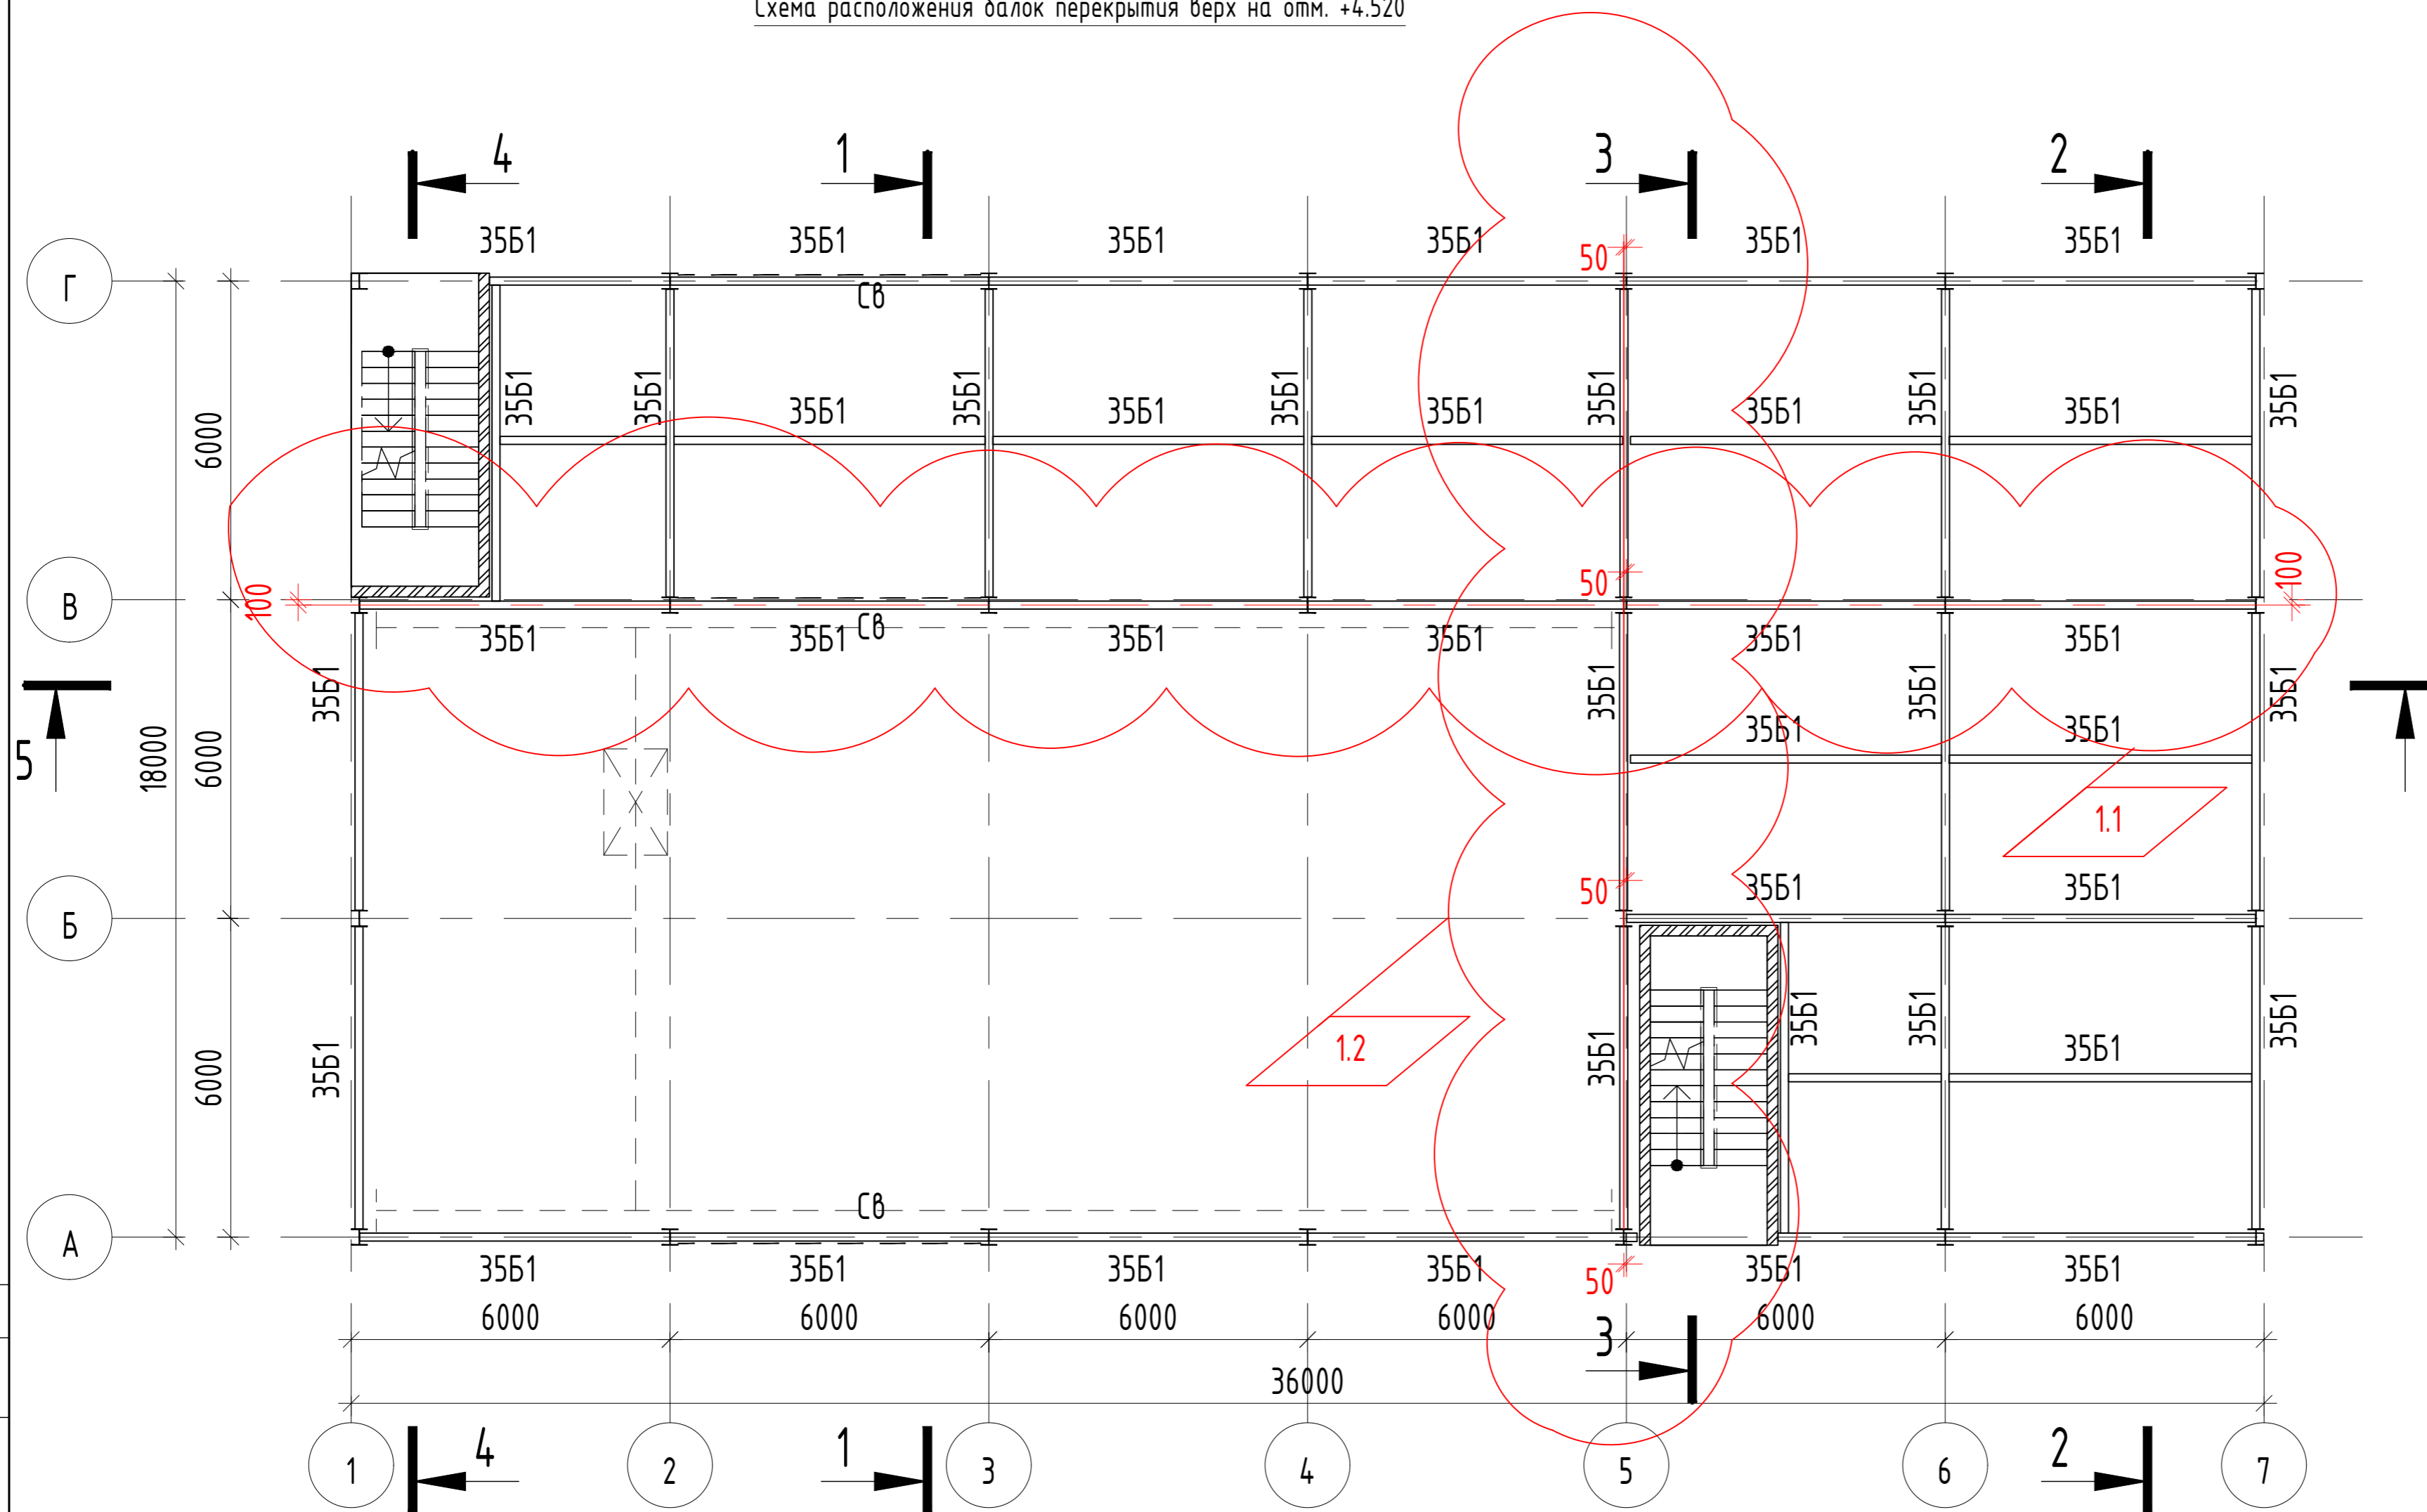 Схема расположения балок перекрытия верх на отм. +4.520
4 1 3 2
35Б1 35Б1 35Б1 35Б1 35Б1 35Б1
50
Г
Св
35Б1 35Б1 35Б1 35Б1 35Б1 35Б1 35Б1
35Б1 35Б1 35Б1 35Б1 35Б1
6000
50
100 100
В
Св
35Б1 35Б1 35Б1 35Б1 35Б1 35Б1
35Б1 35Б1 35Б1 35Б1
35Б1 35Б1
5
18000 6000
1.1
50
35Б1 35Б1
Б
1.2
35Б1 35Б1 35Б1 35Б1 35Б1
35Б1
6000
Св
А
35Б1 35Б1 35Б1 35Б1 35Б1 35Б1
50
6000 6000 6000 6000 6000 6000
3
36000
4 1 2
1 2 3 4 5 6 7